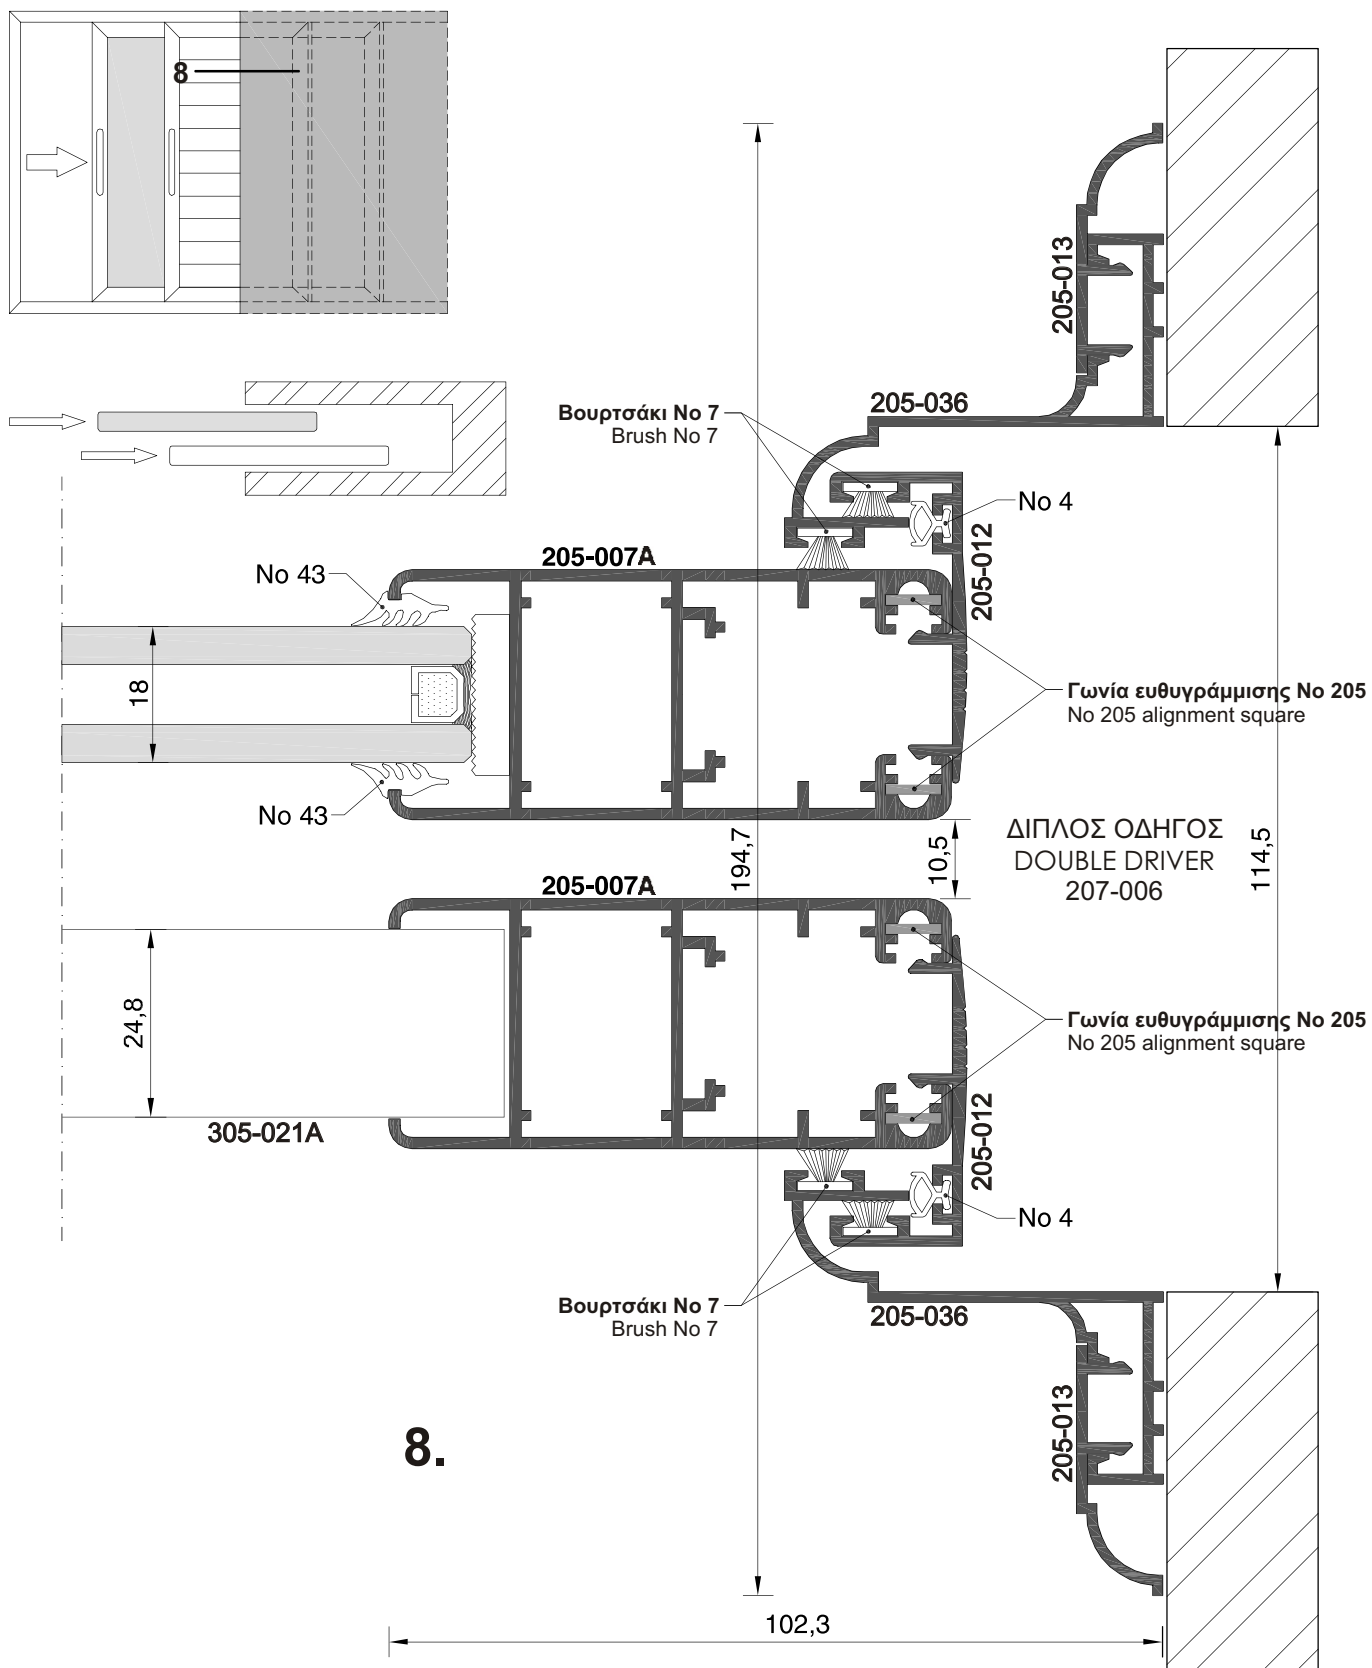 8
205-013
Βουρτσάκι No 7
Brush No 7
205-036
No 4
205-012
205-007A
No 43
18
Γωνία ευθυγράμμισης No 205
No 205 alignment square
No 43
194,7
10,5
ΔΙΠΛΟΣ ΟΔΗΓΟΣ
DOUBLE DRIVER
207-006
114,5
205-007A
24,8
Γωνία ευθυγράμμισης No 205
No 205 alignment square
305-021A
205-012
No 4
Βουρτσάκι No 7
Brush No 7
205-036
205-013
8.
102,3